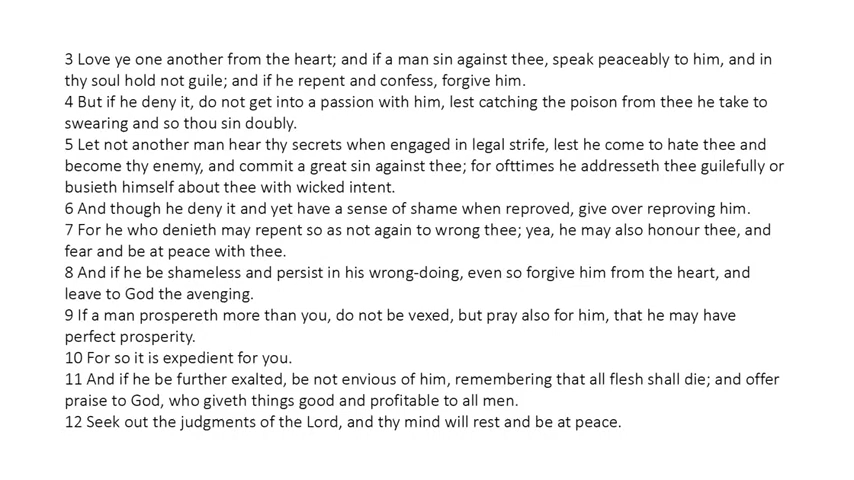 3 Love ye one another from the heart; and if a man sin against thee, speak peaceably to him, and in
thy soul hold not guile; and if he repent and confess, forgive him.
4 But if he deny it, do not get into a passion with him, lest catching the poison from thee he take to
swearing and so thou sin doubly.
5 Let not another man hear thy secrets when engaged in legal strife, lest he come to hate thee and
become thy enemy, and commit a great sin against thee; for ofttimes he addresseth thee guilefully or
busieth himself about thee with wicked intent.
6 And though he deny it and yet have a sense of shame when reproved, give over reproving him.
7 For he who denieth may repent so as not again to wrong thee; yea, he may also honour thee, and
fear and be at peace with thee.
8 And if he be shameless and persist in his wrong-doing, even so forgive him from the heart, and
leave to God the avenging.
9 If a man prospereth more than you, do not be vexed, but pray also for him, that he may have
perfect prosperity.
10 For so it is expedient for you.
11 And if he be further exalted, be not envious of him, remembering that all flesh shall die; and offer
praise to God, who giveth things good and profitable to all men.
12 Seek out the judgments of the Lord, and thy mind will rest and be at peace.